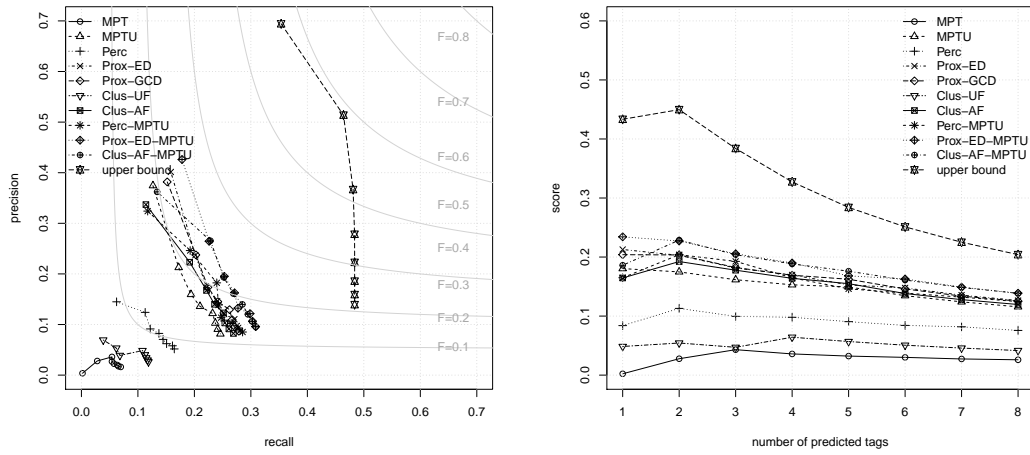 MPT
MPTU
Perc
Prox−ED
Prox−GCD
Clus−UF
Clus−AF
Perc−MPTU
Prox−ED−MPTU
Clus−AF−MPTU
upper bound
F=0.8
F=0.7
F=0.6
F=0.5
F=0.4
F=0.3
F=0.2
F=0.1
0.7
0.6
0.5
0.4
0.3
0.2
0.1
0.0
precision
0.0 0.1 0.2 0.3 0.4 0.5 0.6 0.7
recall
MPT
MPTU
Perc
Prox−ED
Prox−GCD
Clus−UF
Clus−AF
Perc−MPTU
Prox−ED−MPTU
Clus−AF−MPTU
upper bound
0.6
0.5
0.4
0.3
0.2
0.1
0.0
score
1 2 3 4 5 6 7 8
number of predicted tags